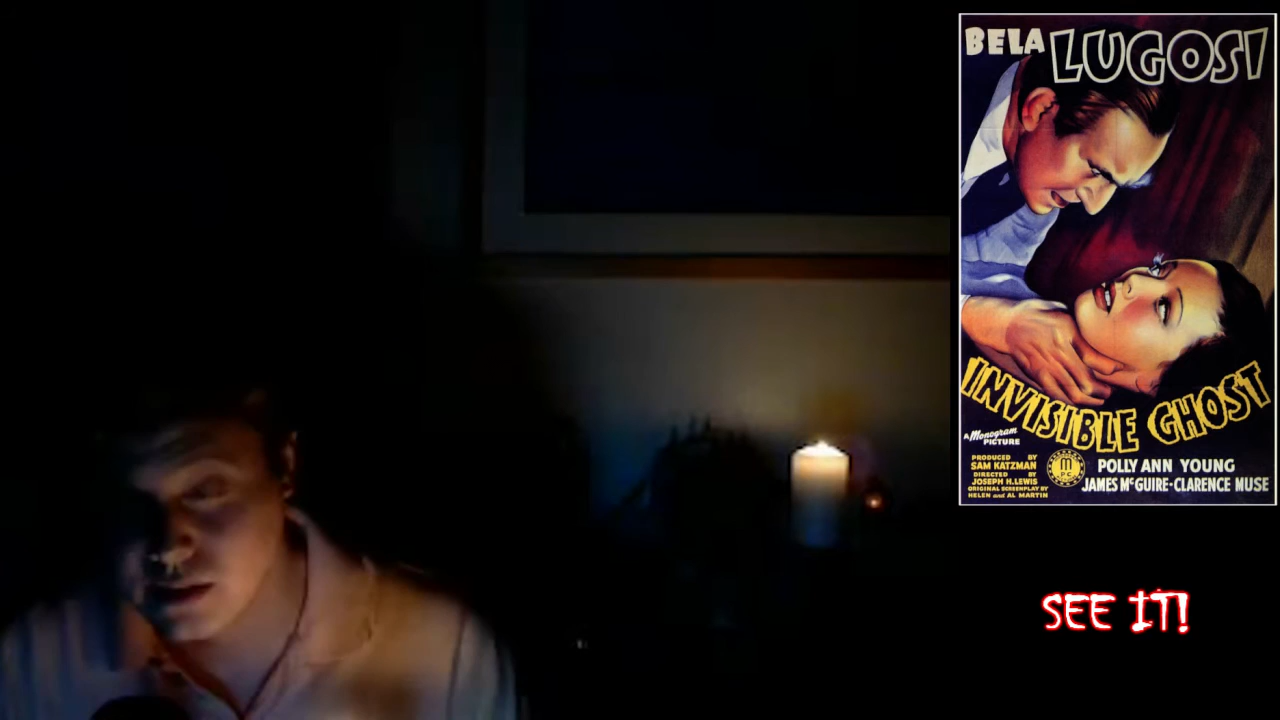 BELA LUGOSI
INVISIBLE GHOST
A Monogram
PICTURE
PRODUCED BY
SAM KATZMAN
DIRECTED BY
JOSEPH H. LEWIS
ORIGINAL SCREENPLAY BY
HELEN and AL MARTIN
M
PC
POLLY ANN YOUNG
JAMES McGUIRE-CLARENCE MUSE
SEE IT!